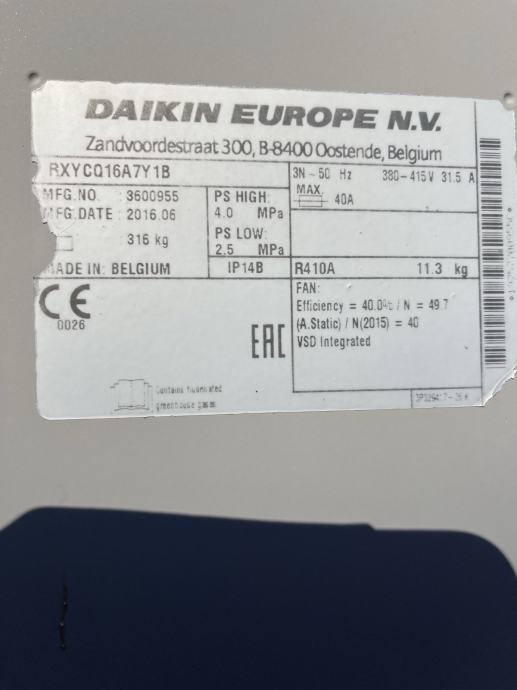 DAIKIN EUROPE N.V.
Zandvoordestraat 300, B-8400 Oostende, Belgium
RXYCQ16A7Y1B
3N~50 Hz 380-415V 31.5 A
MAX. 40A
MFG.NO. : 3600955
MFG.DATE : 2016.06
: 316 kg
PS HIGH:
4.0 MPa
PS LOW:
2.5 MPa
MADE IN: BELGIUM
IP14B
R410A 11.3 kg
CE
0026
EAC
FAN:
Efficiency = 40.0% / N = 49.7
(A.Static) / N(2015) = 40
VSD Integrated
Contains fluorinated
greenhouse gases